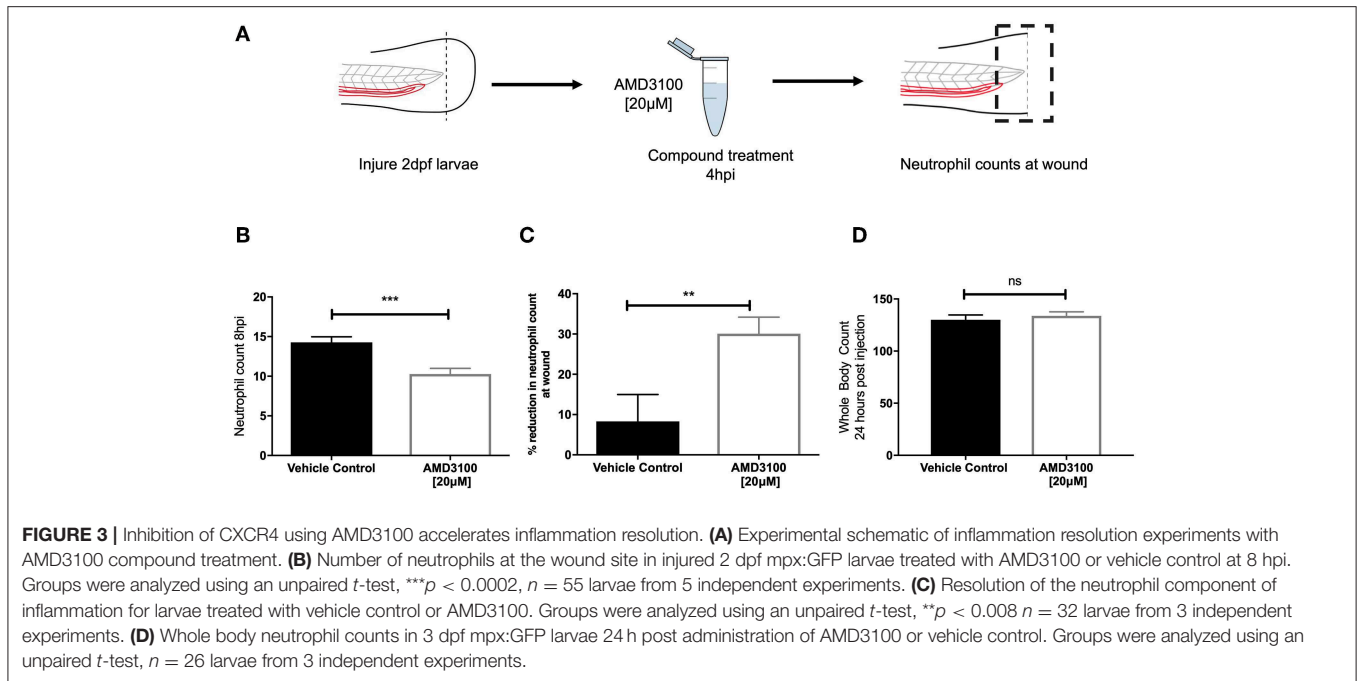 A
AMD3100
[20µM]
Injure 2dpf larvae
Compound treatment
4hpi
Neutrophil counts at wound
B
Neutrophil count 8hpi
20
15
10
5
0
***
Vehicle Control
AMD3100
[20µM]
C
% reduction in neutrophil count
at wound
40
30
20
10
0
**
Vehicle Control
AMD3100
[20µM]
D
Whole Body Count
24 hours post injection
150
100
50
0
ns
Vehicle Control
AMD3100
[20µM]
FIGURE 3 | Inhibition of CXCR4 using AMD3100 accelerates inflammation resolution. (A) Experimental schematic of inflammation resolution experiments with
AMD3100 compound treatment. (B) Number of neutrophils at the wound site in injured 2 dpf mpx:GFP larvae treated with AMD3100 or vehicle control at 8 hpi.
Groups were analyzed using an unpaired t-test, ***p < 0.0002, n = 55 larvae from 5 independent experiments. (C) Resolution of the neutrophil component of
inflammation for larvae treated with vehicle control or AMD3100. Groups were analyzed using an unpaired t-test, **p < 0.008 n = 32 larvae from 3 independent
experiments. (D) Whole body neutrophil counts in 3 dpf mpx:GFP larvae 24 h post administration of AMD3100 or vehicle control. Groups were analyzed using an
unpaired t-test, n = 26 larvae from 3 independent experiments.